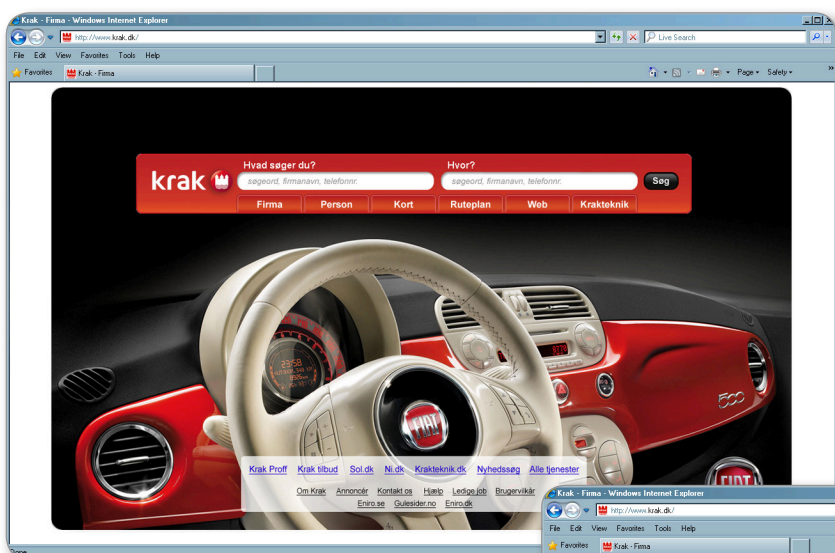 Krak - Firma - Windows Internet Explorer
http://www.krak.dk/
Live Search
File Edit View Favorites Tools Help
Favorites
Krak - Firma
Page
Safety
»
Hvad søger du?
Hvor?
krak
søgeord, firmanavn, telefonnr.
søgeord, firmanavn, telefonnr.
Søg
Firma Person Kort Ruteplan Web Krakteknik
23:58
500
FIAT
FIAT
Krak Proff Krak tilbud Sol.dk Ni.dk Krakteknik.dk Nyhedssøg Alle tjenester
Om Krak Annoncér Kontakt os Hjælp Ledige job Brugervilkår
Eniro.se Gulesider.no Eniro.dk
Krak - Firma - Windows Internet Explorer
http://www.krak.dk/
File Edit View Favorites Tools Help
Favorites
Krak - Firma